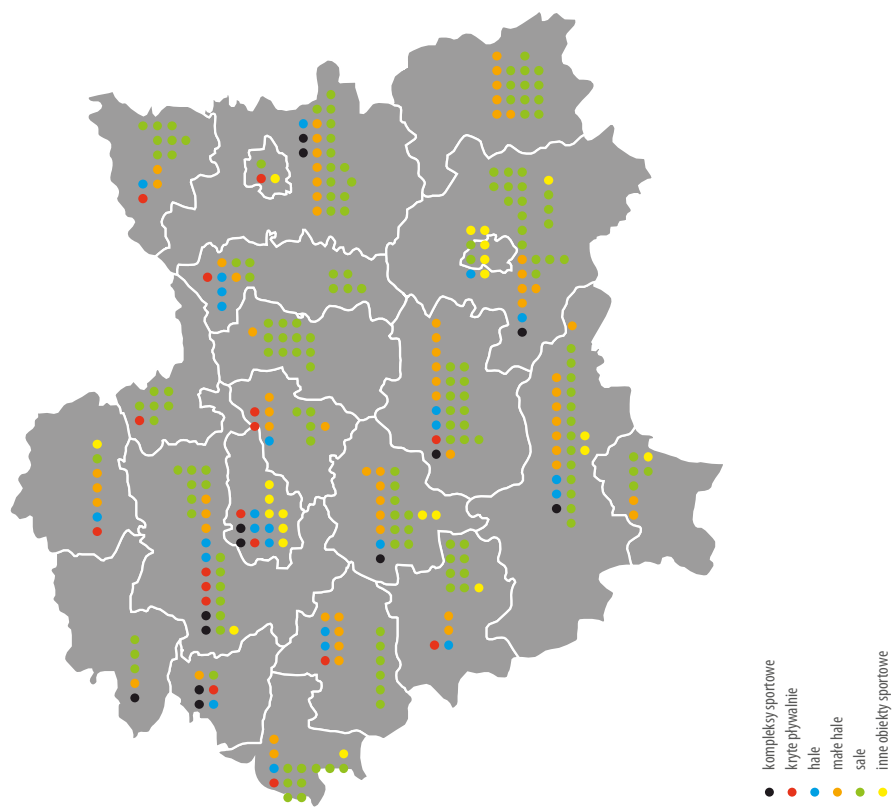 kompleksy sportowe
kryte pływalnie
hale
małe hale
sale
inne obiekty sportowe